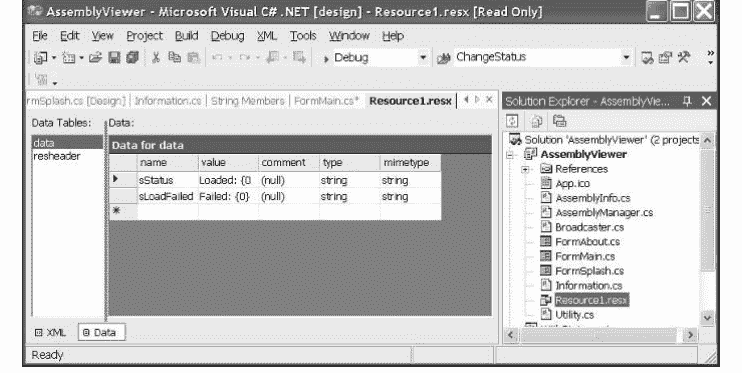 AssemblyViewer - Microsoft Visual C# .NET [design] - Resource1.resx [Read Only]
File Edit View Project Build Debug XML Tools Window Help
Debug ChangeStatus
rmSplash.cs [Design] Information.cs String Members FormMain.cs* Resource1.resx
Solution Explorer - AssemblyVie...
Data Tables: Data:
data
resheader
Data for data
name value comment type mimetype
sStatus Loaded: {0 (null) string string
sLoadFailed Failed: {0} (null) string string
Solution 'AssemblyViewer' (2 projects
AssemblyViewer
References
App.ico
AssemblyInfo.cs
AssemblyManager.cs
Broadcaster.cs
FormAbout.cs
FormMain.cs
FormSplash.cs
Information.cs
Resource1.resx
Utility.cs
XML Data
Ready